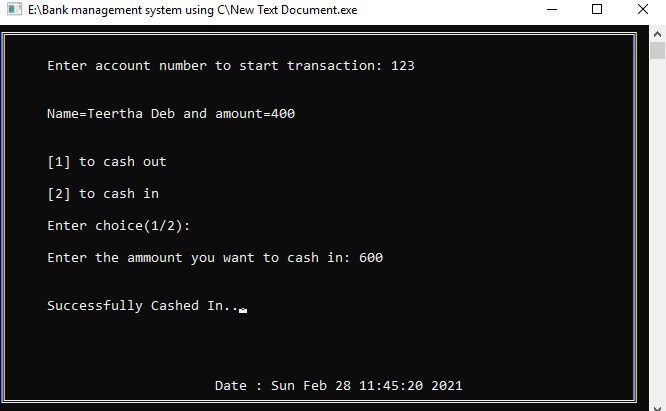 E:\Bank management system using C\New Text Document.exe
Enter account number to start transaction: 123
Name=Teertha Deb and amount=400
[1] to cash out
[2] to cash in
Enter choice(1/2):
Enter the ammount you want to cash in: 600
Successfully Cashed In..
Date : Sun Feb 28 11:45:20 2021